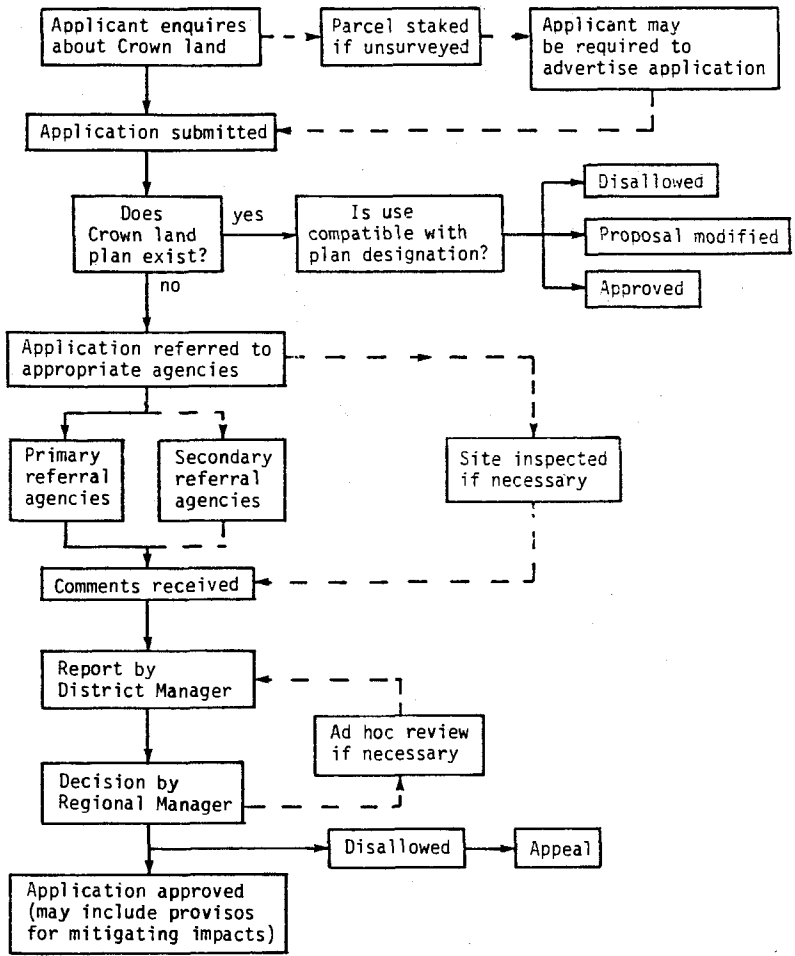 Applicant enquires
about Crown land
Parcel staked
if unsurveyed
Applicant may
be required to
advertise application
Application submitted
Does
Crown land
plan exist?
yes
Is use
compatible with
plan designation?
Disallowed
Proposal modified
Approved
no
Application referred to
appropriate agencies
Primary
referral
agencies
Secondary
referral
agencies
Site inspected
if necessary
Comments received
Report by
District Manager
Ad hoc review
if necessary
Decision by
Regional Manager
Disallowed
Appeal
Application approved
(may include provisos
for mitigating impacts)